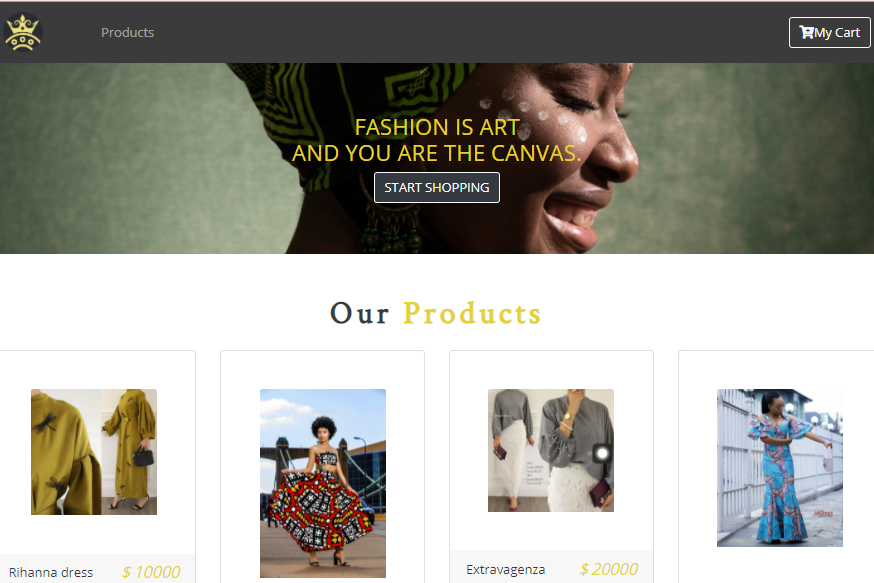 Products
My Cart
FASHION IS ART
AND YOU ARE THE CANVAS.
START SHOPPING
Our Products
Rihanna dress
$ 10000
Extravagenza
$ 20000